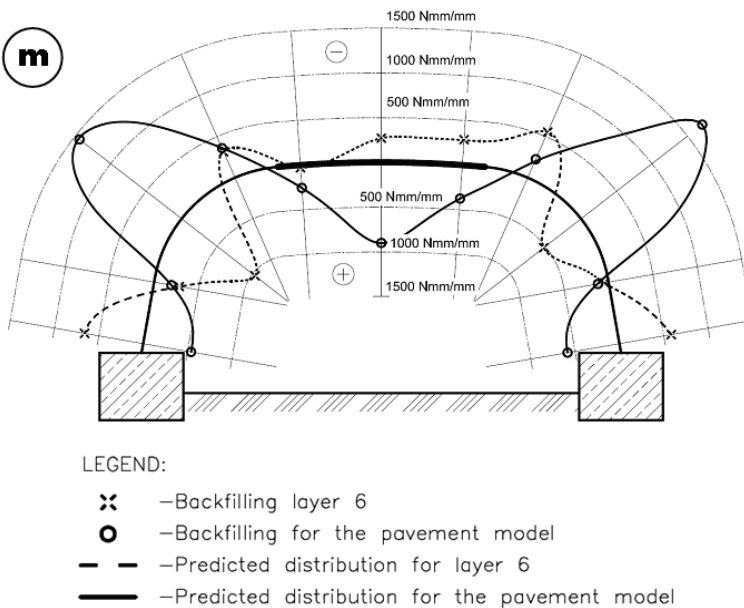 m
1500 Nmm/mm
1000 Nmm/mm
500 Nmm/mm
500 Nmm/mm
1000 Nmm/mm
1500 Nmm/mm
LEGEND:
–Backfilling layer 6
–Backfilling for the pavement model
–Predicted distribution for layer 6
–Predicted distribution for the pavement model